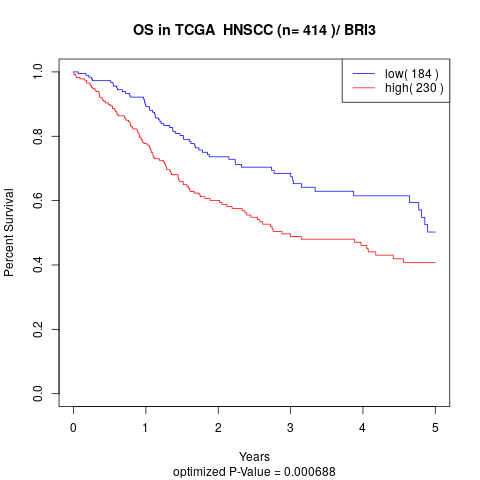 OS in TCGA HNSCC (n= 414 )/ BRI3
low( 184 )
high( 230 )
1.0
0.8
0.6
0.4
0.2
0.0
Percent Survival
0 1 2 3 4 5
Years
optimized P-Value = 0.000688